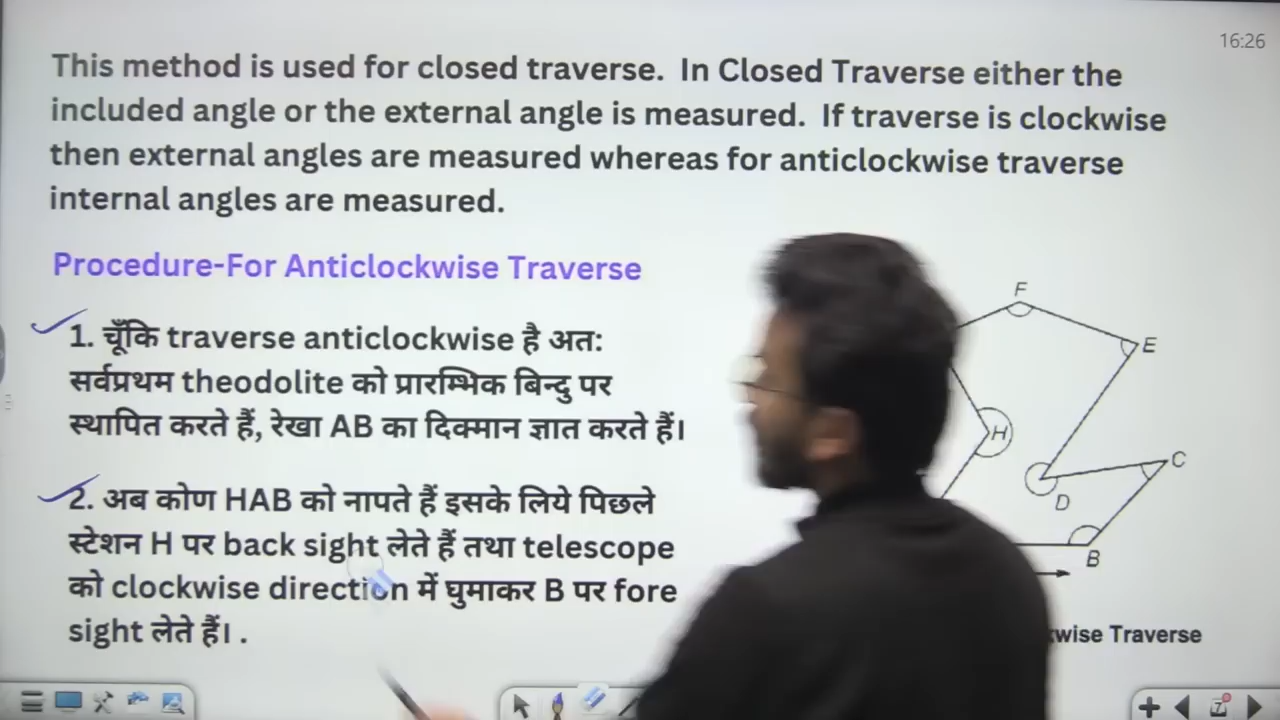 16:26
This method is used for closed traverse. In Closed Traverse either the
included angle or the external angle is measured. If traverse is clockwise
then external angles are measured whereas for anticlockwise traverse
internal angles are measured.
Procedure-For Anticlockwise Traverse
1. चूँकि traverse anticlockwise है अत:
सर्वप्रथम theodolite को प्रारम्भिक बिन्दु पर
स्थापित करते हैं, रेखा AB का दिक्मान ज्ञात करते हैं।
2. अब कोण HAB को नापते हैं इसके लिये पिछले
स्टेशन H पर back sight लेते हैं तथा telescope
को clockwise direction में घुमाकर B पर fore
sight लेते हैं। .
F
E
H
C
D
B
kwise Traverse